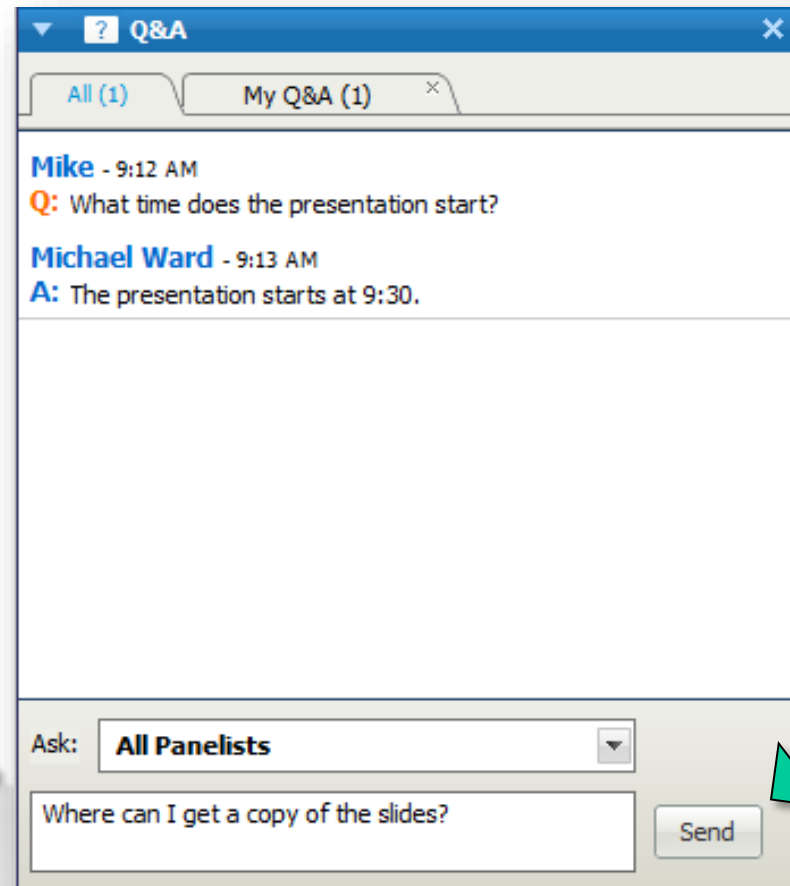 ? Q&A
All (1) My Q&A (1)
Mike - 9:12 AM
Q: What time does the presentation start?
Michael Ward - 9:13 AM
A: The presentation starts at 9:30.
Ask: All Panelists
Where can I get a copy of the slides?
Send